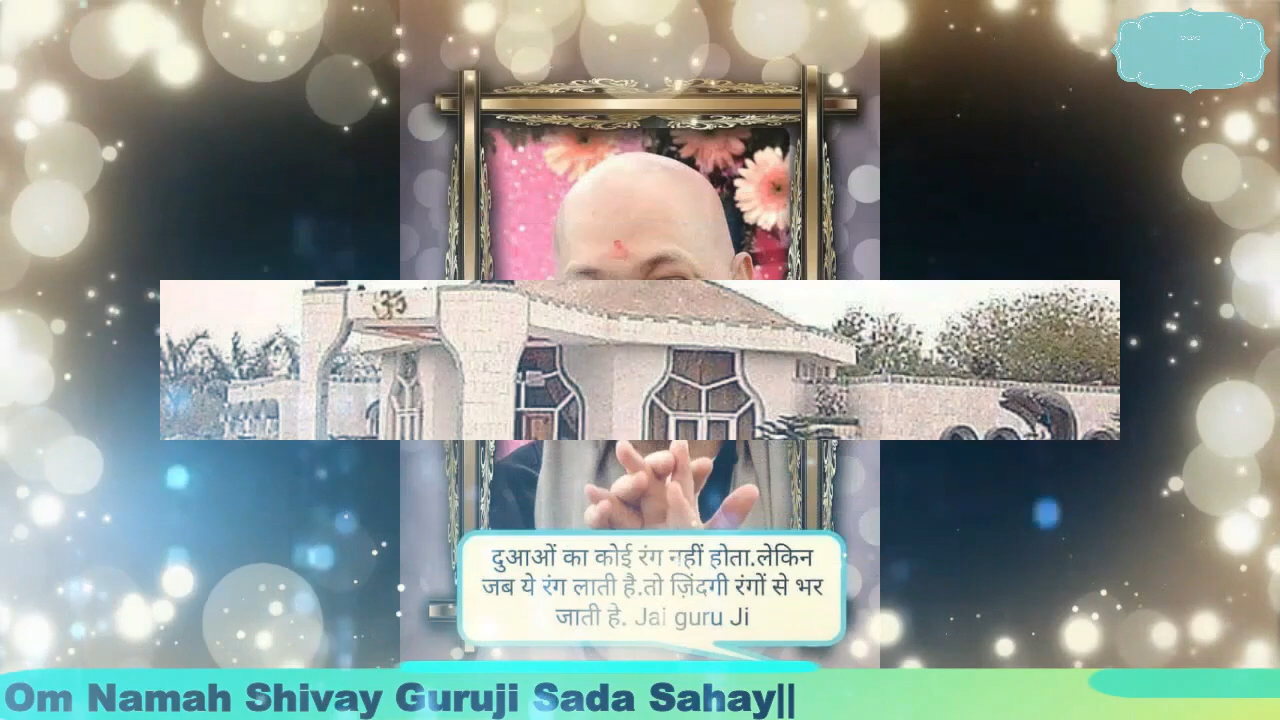 ॐ
दुआओं का कोई रंग नहीं होता.लेकिन
जब ये रंग लाती है.तो ज़िंदगी रंगों से भर
जाती हे. Jai guru Ji
Om Namah Shivay Guruji Sada Sahay||